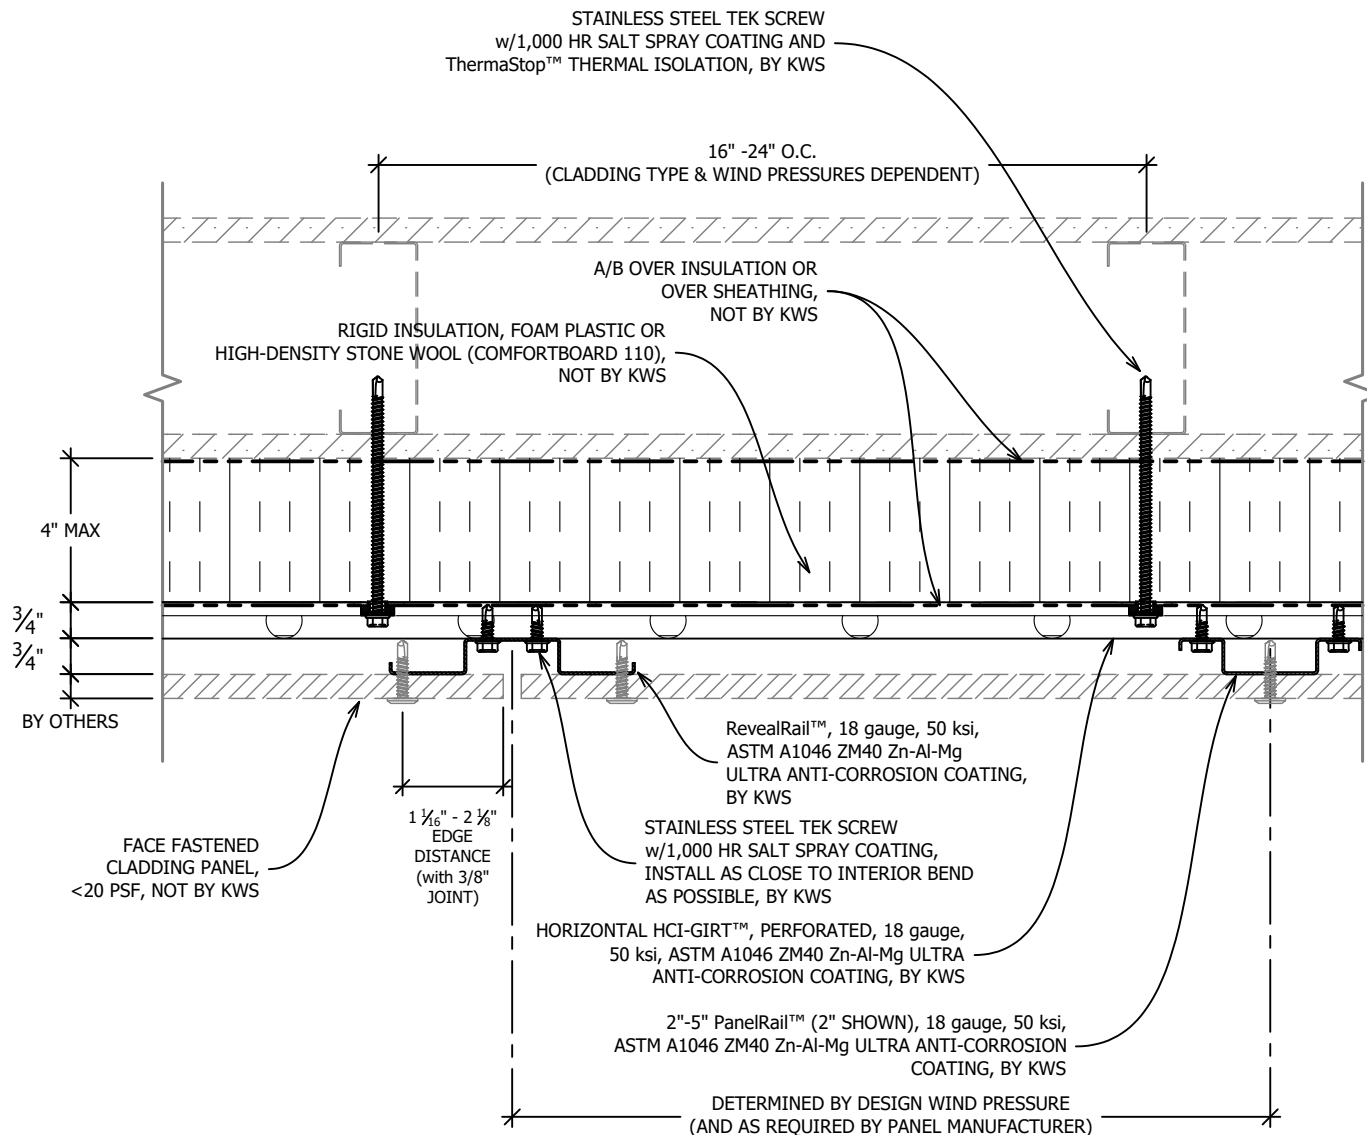 STAINLESS STEEL TEK SCREW
w/1,000 HR SALT SPRAY COATING AND
ThermaStop™ THERMAL ISOLATION, BY KWS
16" -24" O.C.
(CLADDING TYPE & WIND PRESSURES DEPENDENT)
A/B OVER INSULATION OR
OVER SHEATHING,
NOT BY KWS
RIGID INSULATION, FOAM PLASTIC OR
HIGH-DENSITY STONE WOOL (COMFORTBOARD 110),
NOT BY KWS
4" MAX
3/4"
3/4"
BY OTHERS
RevealRail™, 18 gauge, 50 ksi,
ASTM A1046 ZM40 Zn-Al-Mg
ULTRA ANTI-CORROSION COATING,
BY KWS
1 1/16" - 2 1/8"
EDGE
DISTANCE
(with 3/8"
JOINT)
STAINLESS STEEL TEK SCREW
w/1,000 HR SALT SPRAY COATING,
INSTALL AS CLOSE TO INTERIOR BEND
AS POSSIBLE, BY KWS
FACE FASTENED
CLADDING PANEL,
<20 PSF, NOT BY KWS
HORIZONTAL HCI-GIRT™, PERFORATED, 18 gauge,
50 ksi, ASTM A1046 ZM40 Zn-Al-Mg ULTRA
ANTI-CORROSION COATING, BY KWS
2"-5" PanelRail™ (2" SHOWN), 18 gauge, 50 ksi,
ASTM A1046 ZM40 Zn-Al-Mg ULTRA ANTI-CORROSION
COATING, BY KWS
DETERMINED BY DESIGN WIND PRESSURE
(AND AS REQUIRED BY PANEL MANUFACTURER)